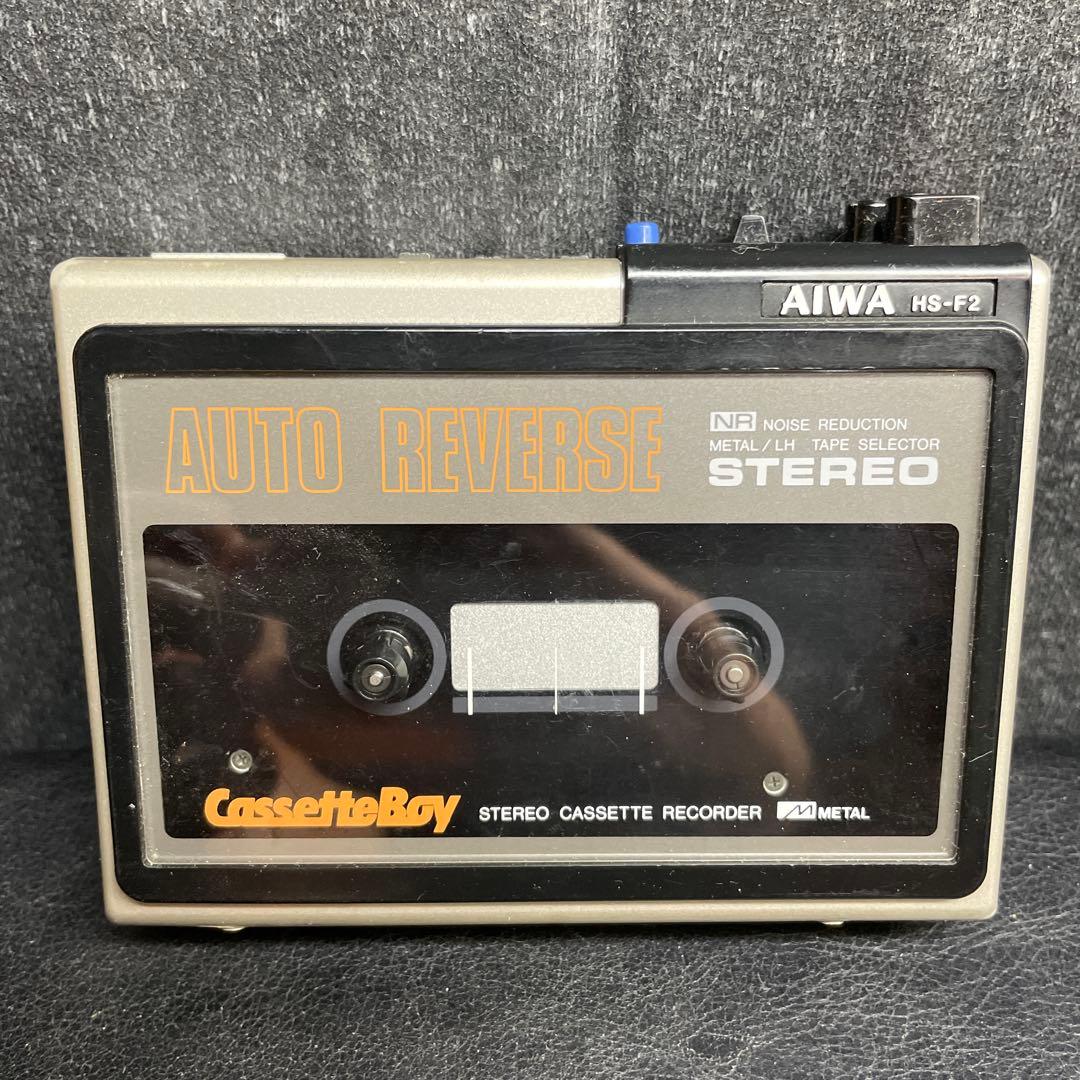 AIWA HS-F2
AUTO REVERSE
NR NOISE REDUCTION
METAL/LH TAPE SELECTOR
STEREO
CassetteBoy STEREO CASSETTE RECORDER METAL